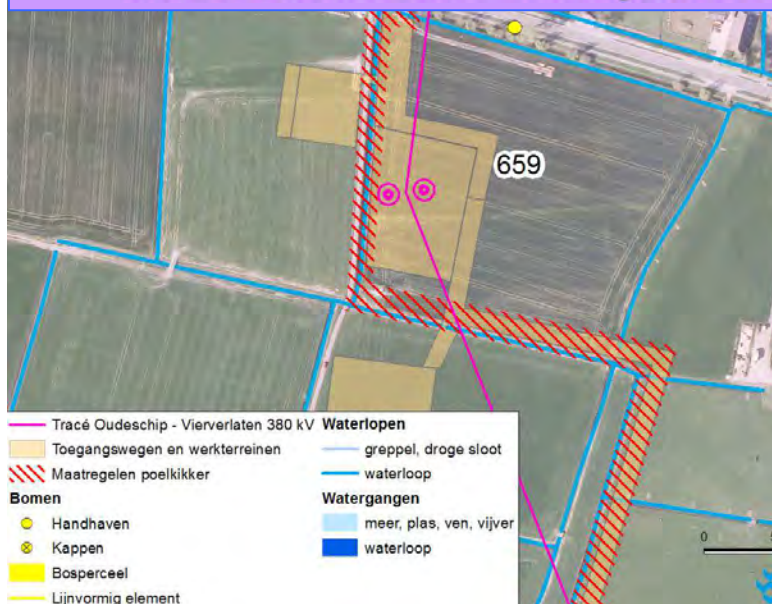 659
Tracé Oudeschip - Vierverlaten 380 kV
Toegangswegen en werkterreinen
Maatregelen poelkikker
Bomen
Handhaven
Kappen
Bosperceel
Lijnvormig element
Waterlopen
greppel, droge sloot
waterloop
Watergangen
meer, plas, ven, vijver
waterloop
0